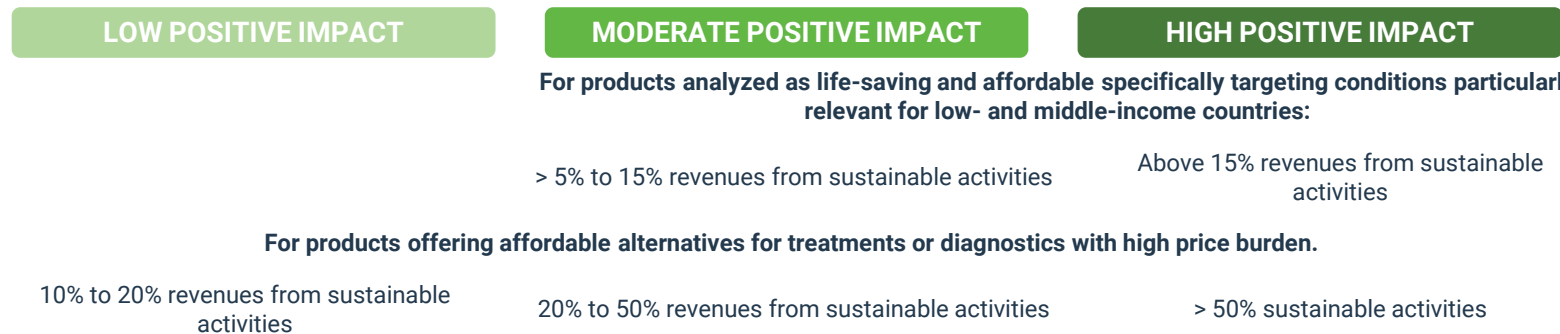 LOW POSITIVE IMPACT
MODERATE POSITIVE IMPACT
HIGH POSITIVE IMPACT
For products analyzed as life-saving and affordable specifically targeting conditions
relevant for low- and middle-income countries:
> 5% to 15% revenues from sustainable activities
Above 15% revenues from sustainable
activities
For products offering affordable alternatives for treatments or diagnostics with high price burden.
10% to 20% revenues from sustainable
activities
20% to 50% revenues from sustainable activities
> 50% sustainable activities